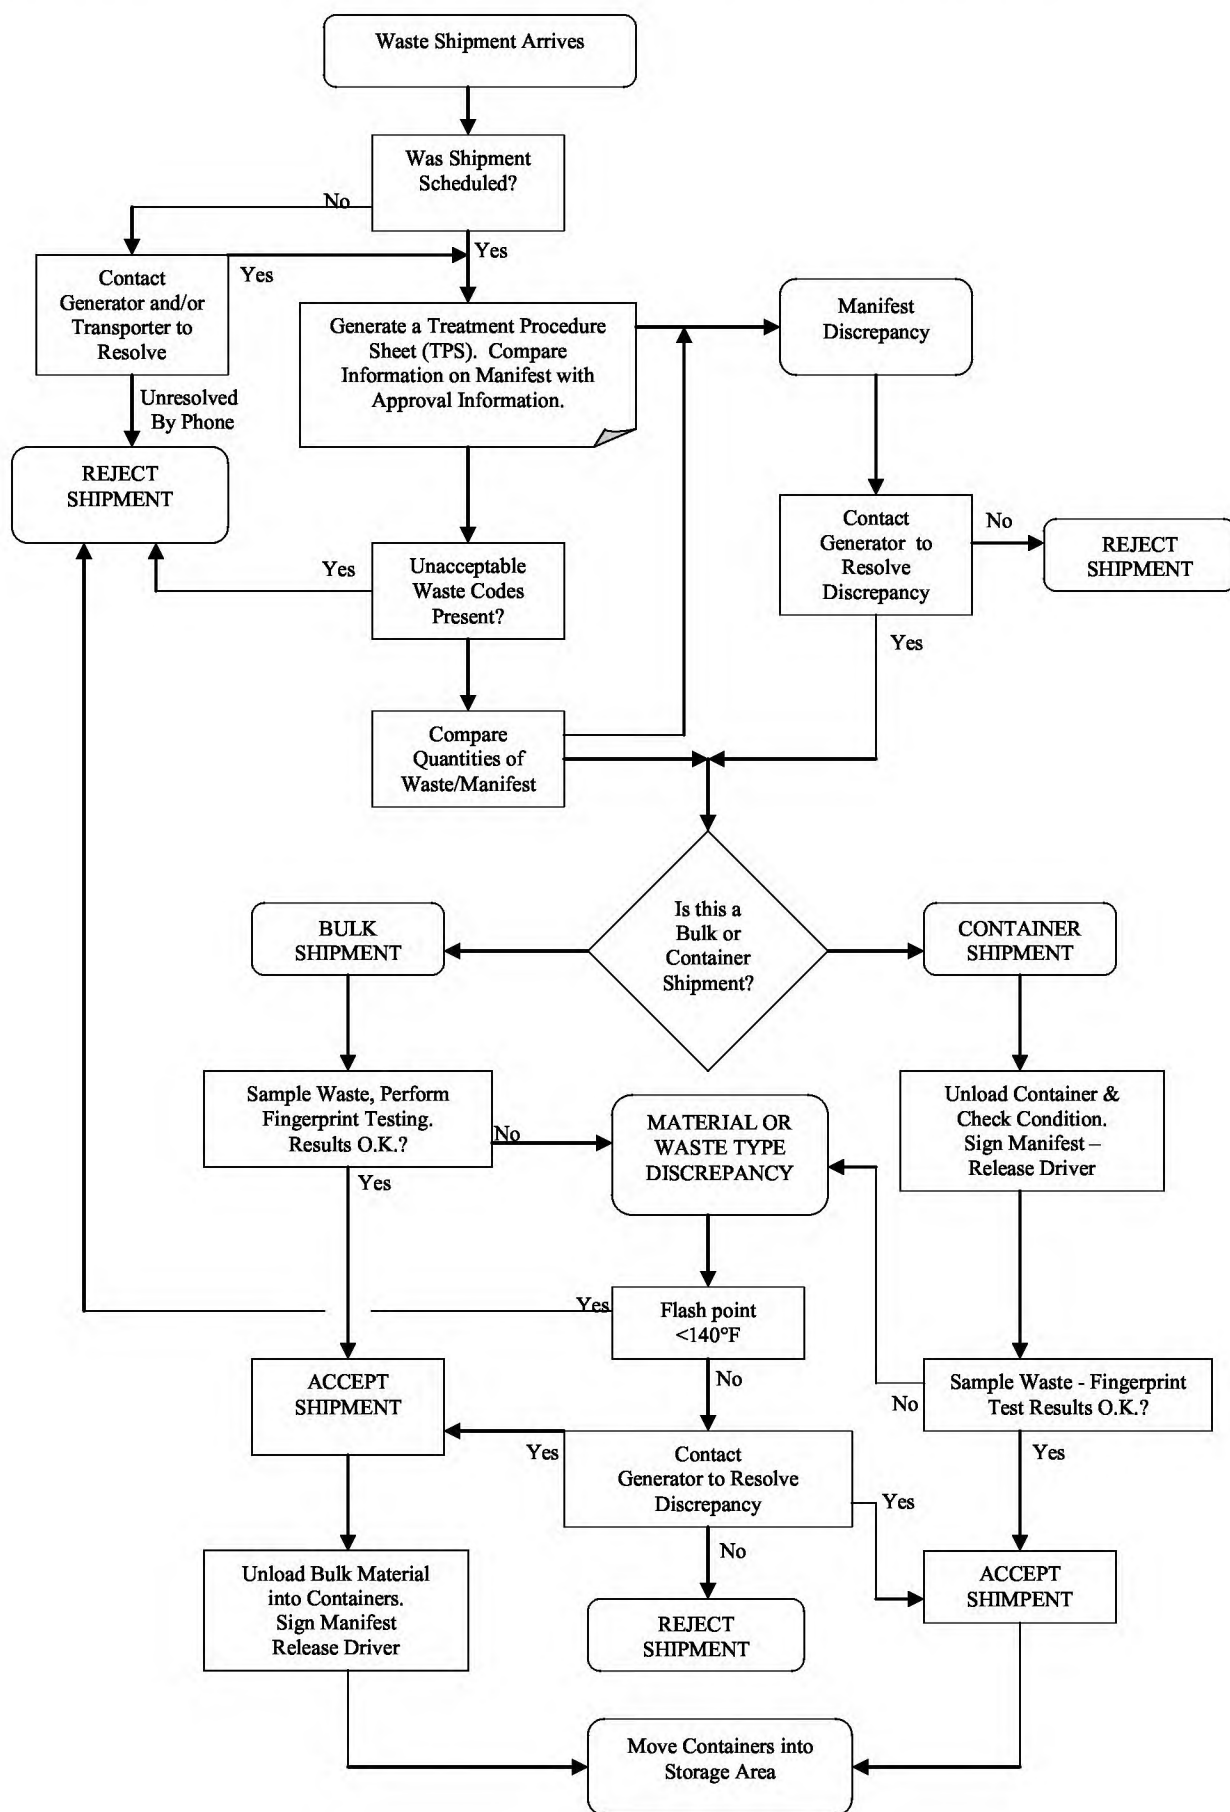 Waste Shipment Arrives
Was Shipment
Scheduled?
No
Yes
Contact
Generator and/or
Transporter to
Resolve
Yes
Generate a Treatment Procedure
Sheet (TPS). Compare
Information on Manifest with
Approval Information.
Manifest
Discrepancy
Unresolved
By Phone
REJECT
SHIPMENT
Contact
Generator to
Resolve
Discrepancy
No
REJECT
SHIPMENT
Yes
Yes
Unacceptable
Waste Codes
Present?
Compare
Quantities of
Waste/Manifest
Is this a
Bulk or
Container
Shipment?
BULK
SHIPMENT
CONTAINER
SHIPMENT
Sample Waste, Perform
Fingerprint Testing.
Results O.K.?
No
Yes
MATERIAL OR
WASTE TYPE
DISCREPANCY
Unload Container &
Check Condition.
Sign Manifest –
Release Driver
Yes
Flash point
<140°F
No
ACCEPT
SHIPMENT
Sample Waste - Fingerprint
Test Results O.K.?
No
Yes
Yes
Contact
Generator to Resolve
Discrepancy
Yes
No
Unload Bulk Material
into Containers.
Sign Manifest
Release Driver
REJECT
SHIPMENT
ACCEPT
SHIMPENT
Move Containers into
Storage Area